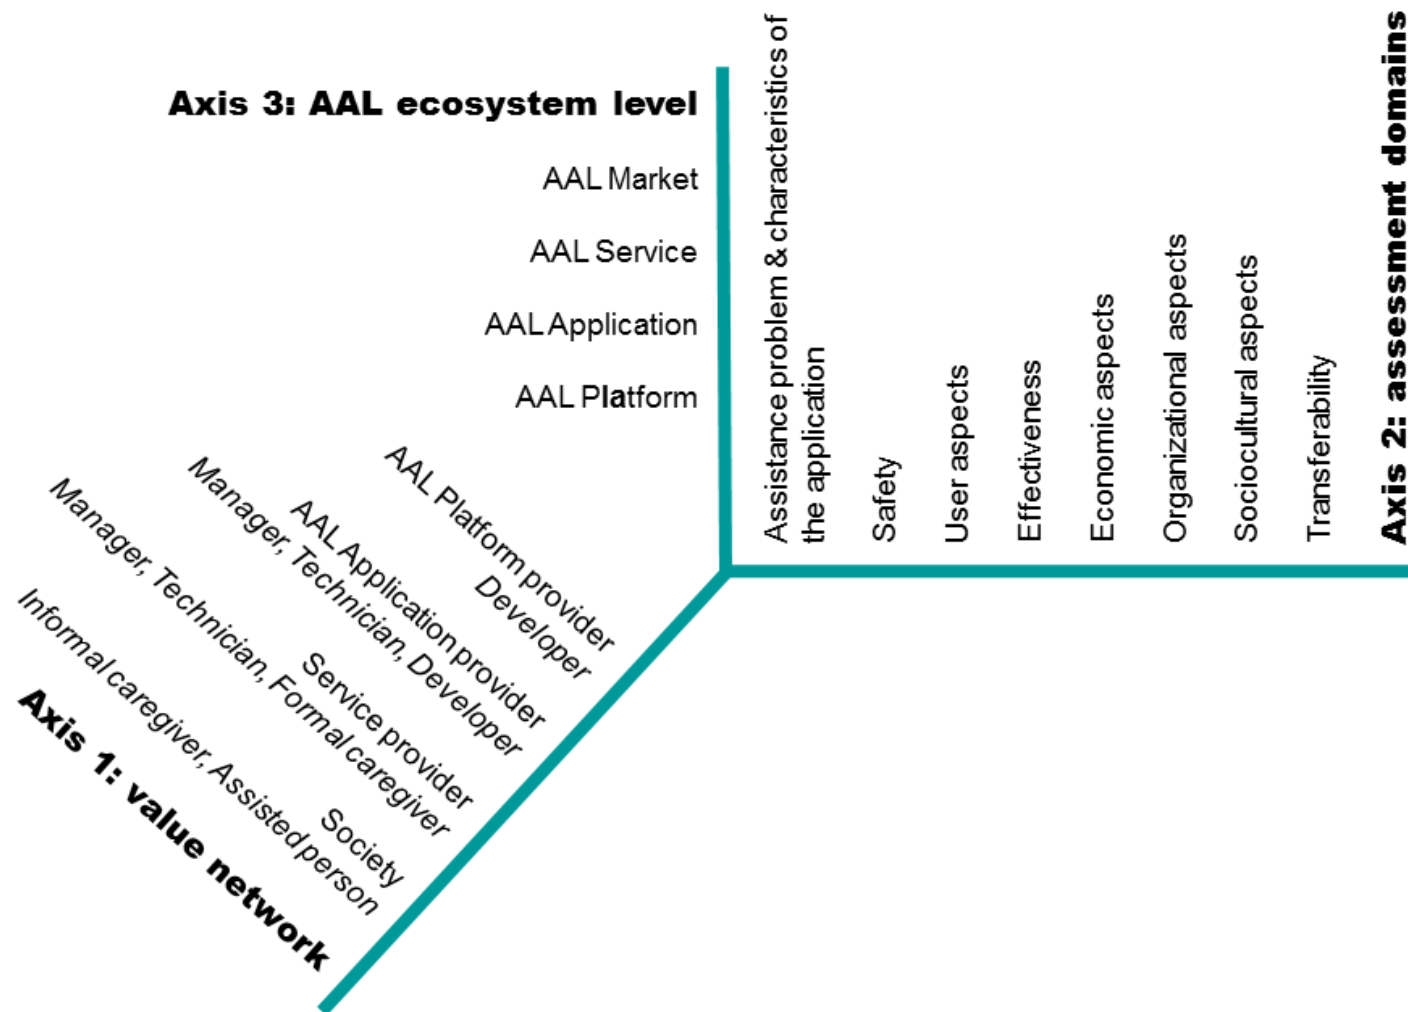 Axis 3: AAL ecosystem level
AAL Market
AAL Service
AAL Application
AAL Platform
Assistance problem & characteristics of
the application
Safety
User aspects
Effectiveness
Economic aspects
Organizational aspects
Sociocultural aspects
Transferability
Axis 2: assessment domains
AAL Platform provider
Developer
AAL Application provider
Manager, Technician, Developer
Service provider
Manager, Technician, Formal caregiver
Society
Informal caregiver, Assisted person
Axis 1: value network